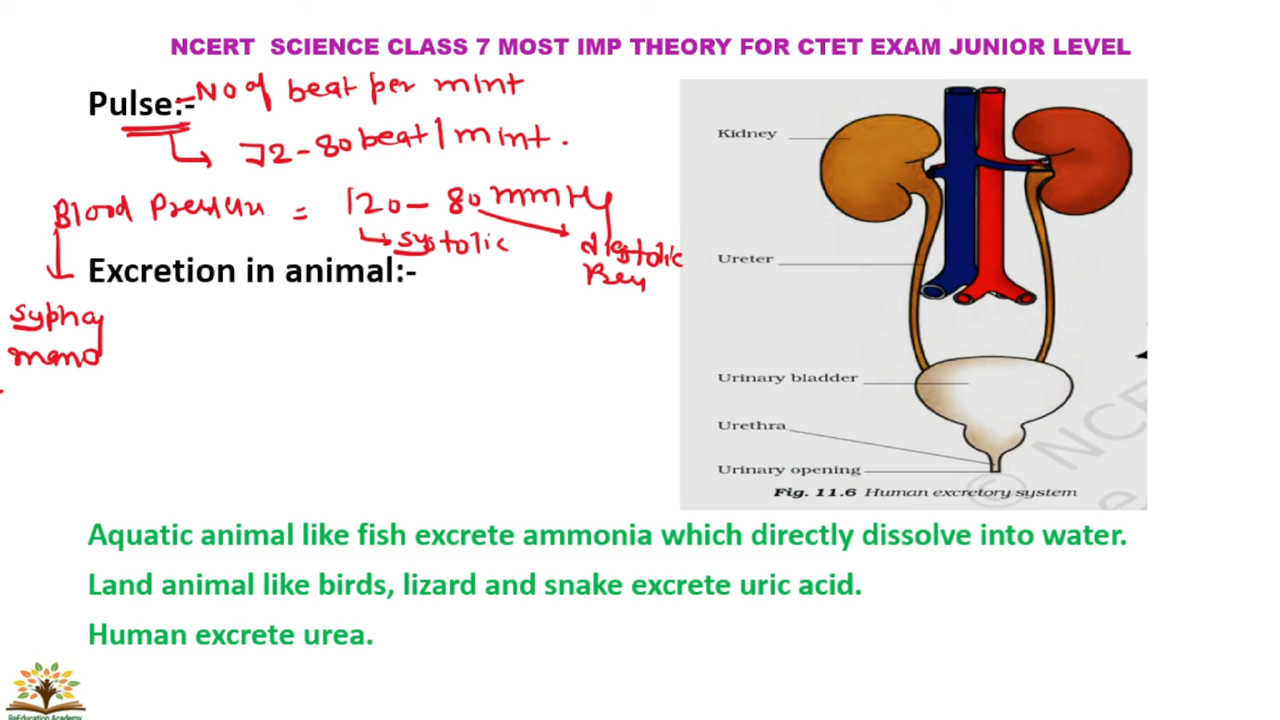 NCERT SCIENCE CLASS 7 MOST IMP THEORY FOR CTET EXAM JUNIOR LEVEL
Pulse:- No of beat per mint
72-80 beat/mint.
Blood Pressure = 120-80 mmHg
systolic
distolic
Excretion in animal:-
Kidney
Ureter
Urinary bladder
Urethra
Urinary opening
Fig. 11.6 Human excretory system
© NCE
Aquatic animal like fish excrete ammonia which directly dissolve into water.
Land animal like birds, lizard and snake excrete uric acid.
Human excrete urea.